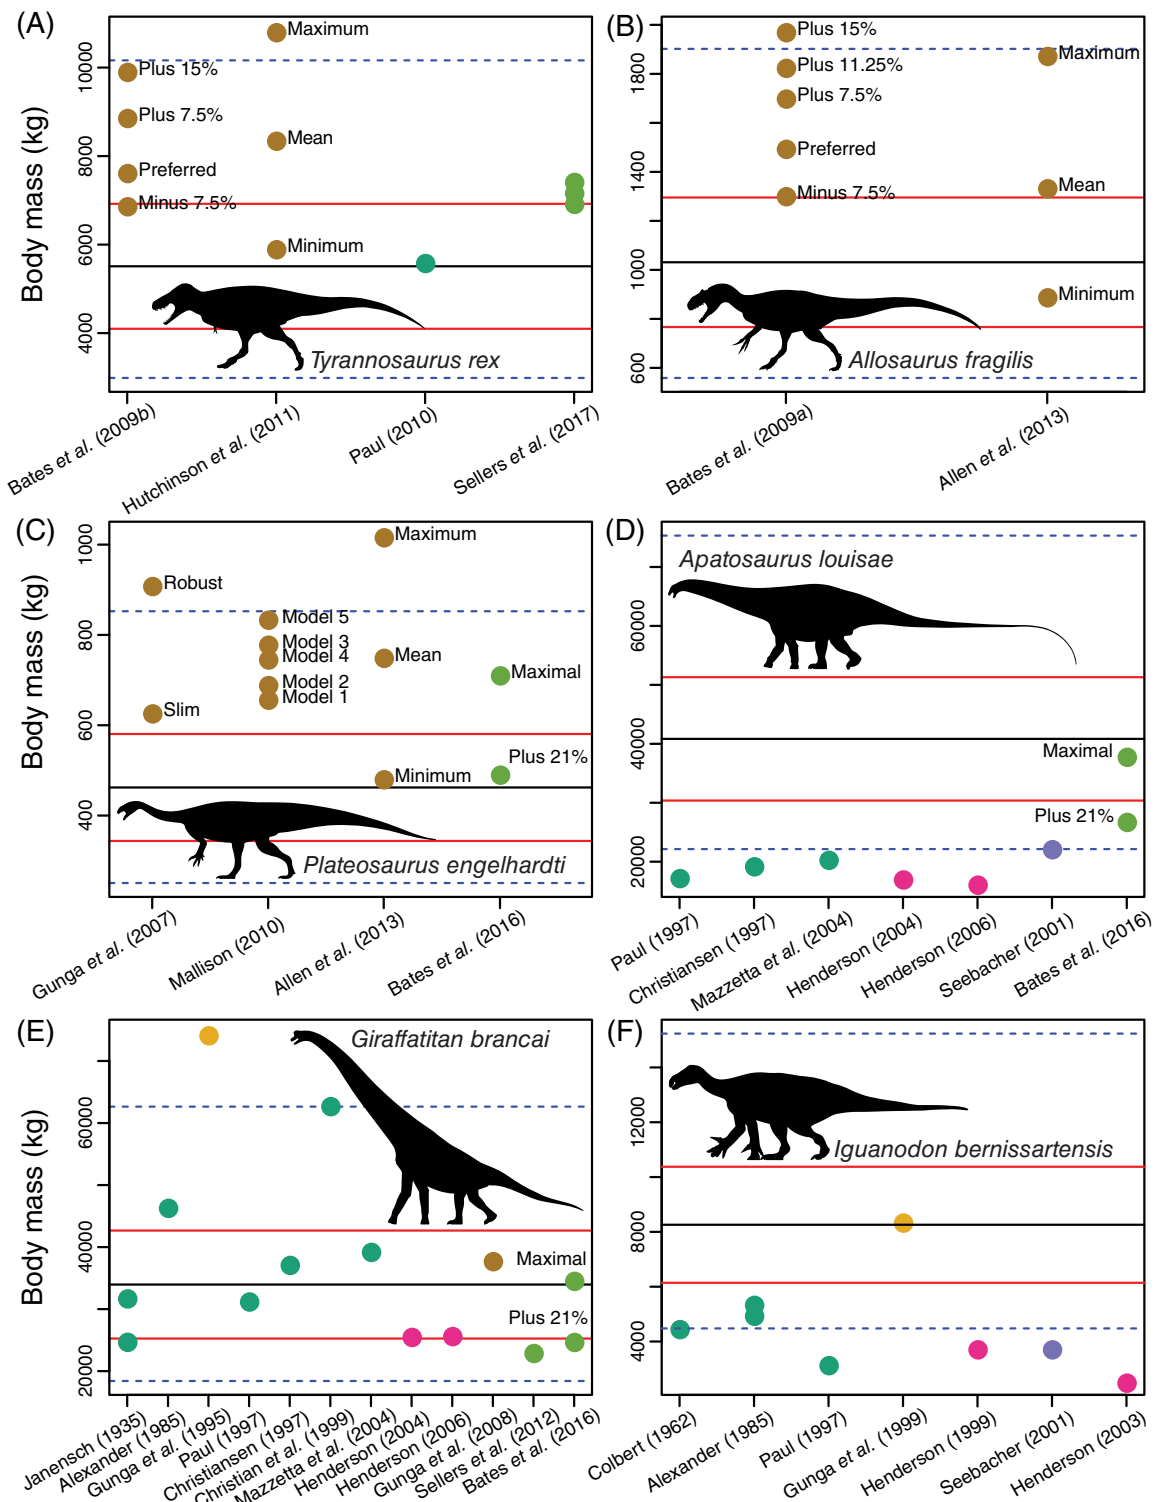 (A)
Body mass (kg)
10000
8000
6000
4000
Maximum
Plus 15%
Plus 7.5%
Mean
Preferred
Minus 7.5%
Minimum
Tyrannosaurus rex
Bates et al. (2009b)
Hutchinson et al. (2011)
Paul (2010)
Sellers et al. (2017)
(B)
1800
1400
1000
600
Plus 15%
Maximum
Plus 11.25%
Plus 7.5%
Preferred
Mean
Minus 7.5%
Minimum
Allosaurus fragilis
Bates et al. (2009a)
Allen et al. (2013)
(C)
Body mass (kg)
1000
800
600
400
Maximum
Robust
Model 5
Model 3
Model 4
Mean
Maximal
Model 2
Model 1
Slim
Plus 21%
Minimum
Plateosaurus engelhardti
Gunga et al. (2007)
Mallison (2010)
Allen et al. (2013)
Bates et al. (2016)
(D)
60000
40000
20000
Apatosaurus louisae
Maximal
Plus 21%
Paul (1997)
Christiansen (1997)
Mazzetta et al. (2004)
Henderson (2004)
Henderson (2006)
Seebacher (2001)
Bates et al. (2016)
(E)
Body mass (kg)
60000
40000
20000
Giraffatitan brancai
Maximal
Plus 21%
Janensch (1935)
Alexander (1985)
Gunga et al. (1995)
Paul (1997)
Christiansen (1997)
Christian et al. (1999)
Mazzetta et al. (2004)
Henderson (2004)
Henderson (2006)
Gunga et al. (2008)
Sellers et al. (2012)
Bates et al. (2016)
(F)
12000
8000
4000
Iguanodon bernissartensis
Colbert (1962)
Alexander (1985)
Paul (1997)
Gunga et al. (1999)
Henderson (1999)
Seebacher (2001)
Henderson (2003)